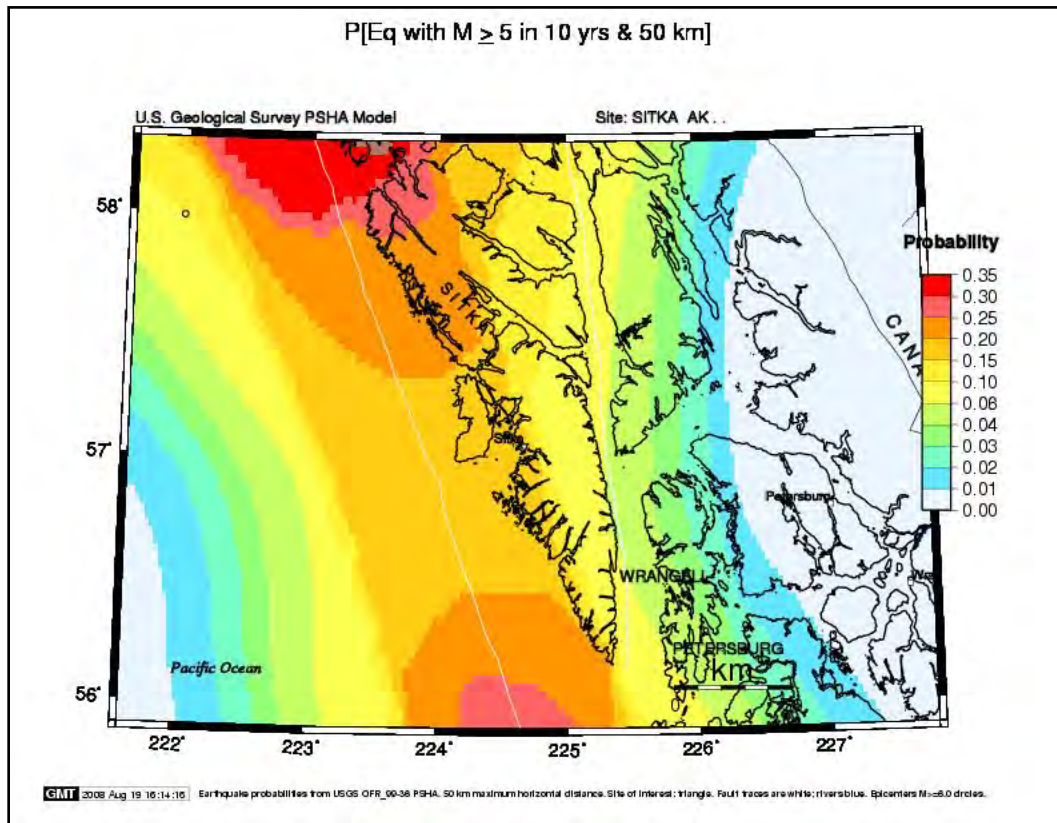 P[Eq with M ≥ 5 in 10 yrs & 50 km]
U.S. Geological Survey PSHA Model Site: SITKA AK . .
58°
57°
56°
222° 223° 224° 225° 226° 227°
Probability
0.35
0.30
0.25
0.20
0.15
0.10
0.06
0.04
0.03
0.02
0.01
0.00
SITKA
CANA
Petersburg
WRANGELL
PETERSBURG
km
0
Pacific Ocean
GMT 2008 Aug 19 16:14:16 Earthquake probabilities from USGS OFR_99-36 PSHA. 50 km maximum horizontal distance. Site of interest: triangle. Fault traces are white; rivers blue. Epicenters M>=6.0 circles.